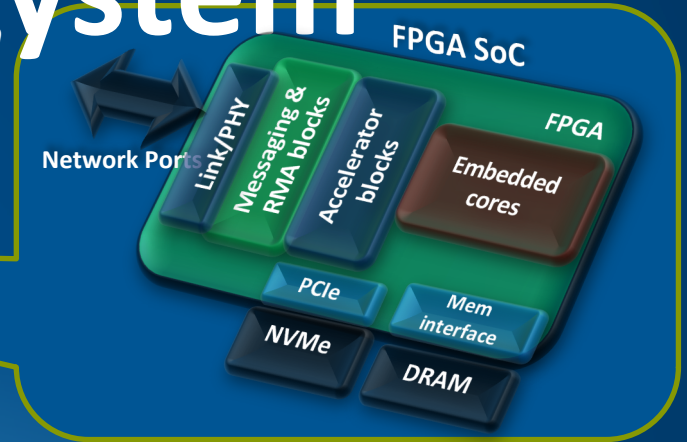 ystem
FPGA SoC
FPGA
Network Ports
Link/PHY
Messaging &
RMA blocks
Accelerator
blocks
Embedded
cores
PCIe
Mem
interface
NVMe
DRAM